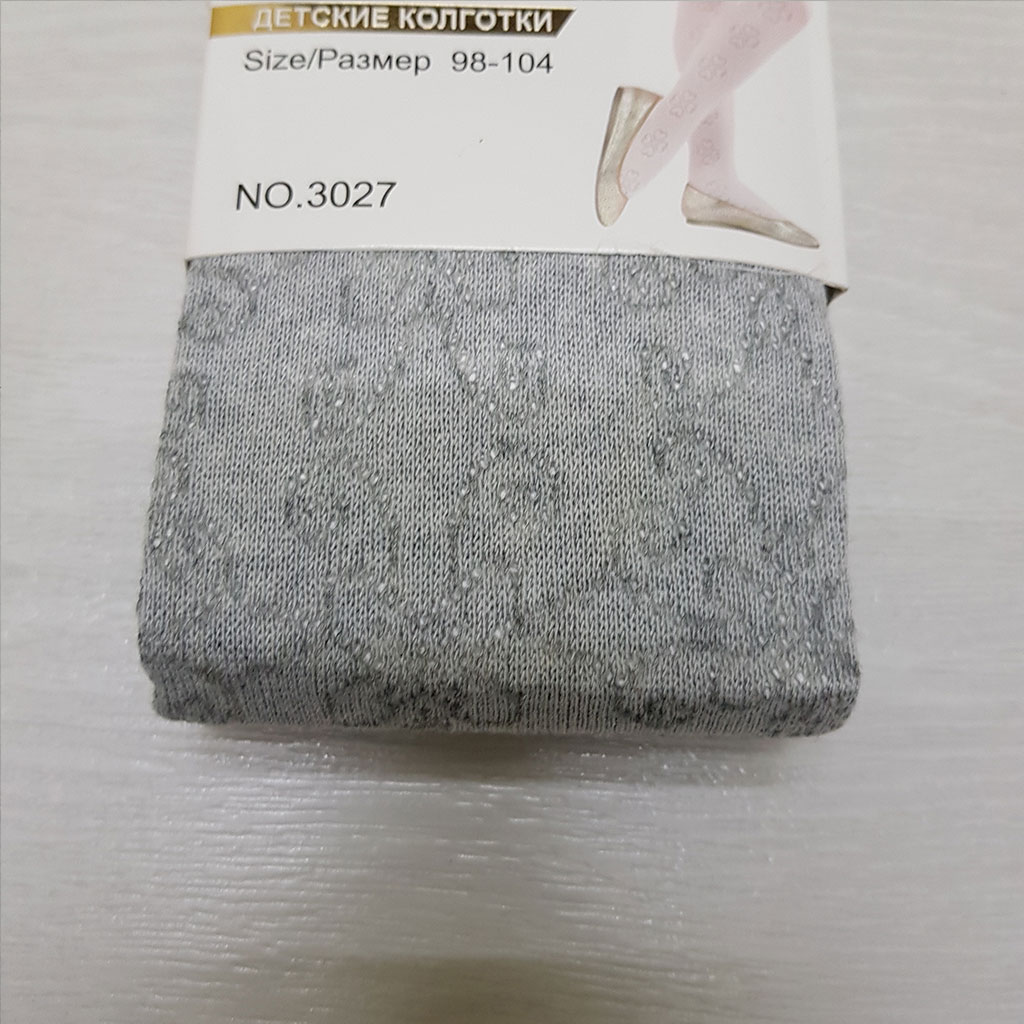 ДЕТСКИЕ КОЛГОТКИ
Size/Размер 98-104
NO.3027